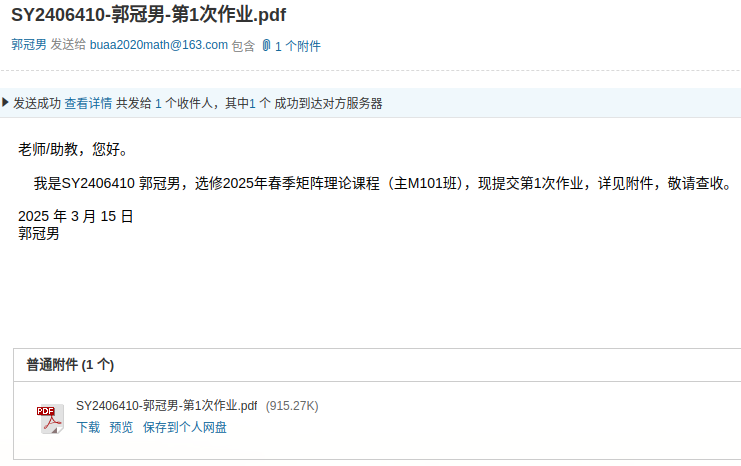 SY2406410-郭冠男-第1次作业.pdf
郭冠男 发送给 buaa2020math@163.com 包含 1 个附件
发送成功 查看详情 共发给 1 个收件人，其中1 个 成功到达对方服务器
老师/助教，您好。
我是SY2406410 郭冠男，选修2025年春季矩阵理论课程（主M101班），现提交第1次作业，详见附件，敬请查收。
2025 年 3 月 15 日
郭冠男
普通附件 (1 个)
PDF
SY2406410-郭冠男-第1次作业.pdf (915.27K)
下载 预览 保存到个人网盘